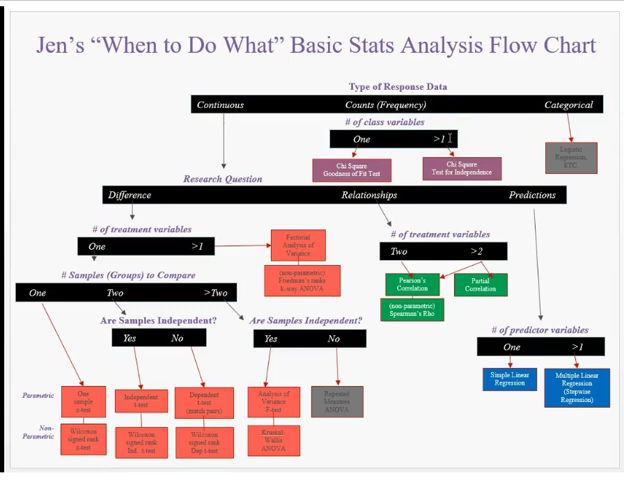 Jen's "When to Do What" Basic Stats Analysis Flow Chart
Type of Response Data
Continuous Counts (Frequency) Categorical
# of class variables
One >1
Chi Square
Goodness of Fit Test
Chi Square
Test for Independence
Logistic
Regression,
ETC.
Research Question
Difference Relationships Predictions
# of treatment variables
One >1
Factorial
Analysis of
Variance
(non-parametric)
Friedman's ranks
k-way ANOVA
# of treatment variables
Two >2
Pearson's
Correlation
Partial
Correlation
(non-parametric)
Spearman's Rho
# Samples (Groups) to Compare
One Two >Two
Are Samples Independent?
Yes No
Are Samples Independent?
Yes No
# of predictor variables
One >1
Simple Linear
Regression
Multiple Linear
Regression
(Stepwise
Regression)
Parametric
One
sample
t-test
Independent
t-test
Dependent
t-test
(match pairs)
Analysis of
Variance
F-test
Repeated
Measures
ANOVA
Non-
Parametric
Wilcoxon
signed rank
Wilcoxon
signed rank
Ind. t-test
Wilcoxon
signed rank
Dep t-test
Kruskal-
Wallis
ANOVA